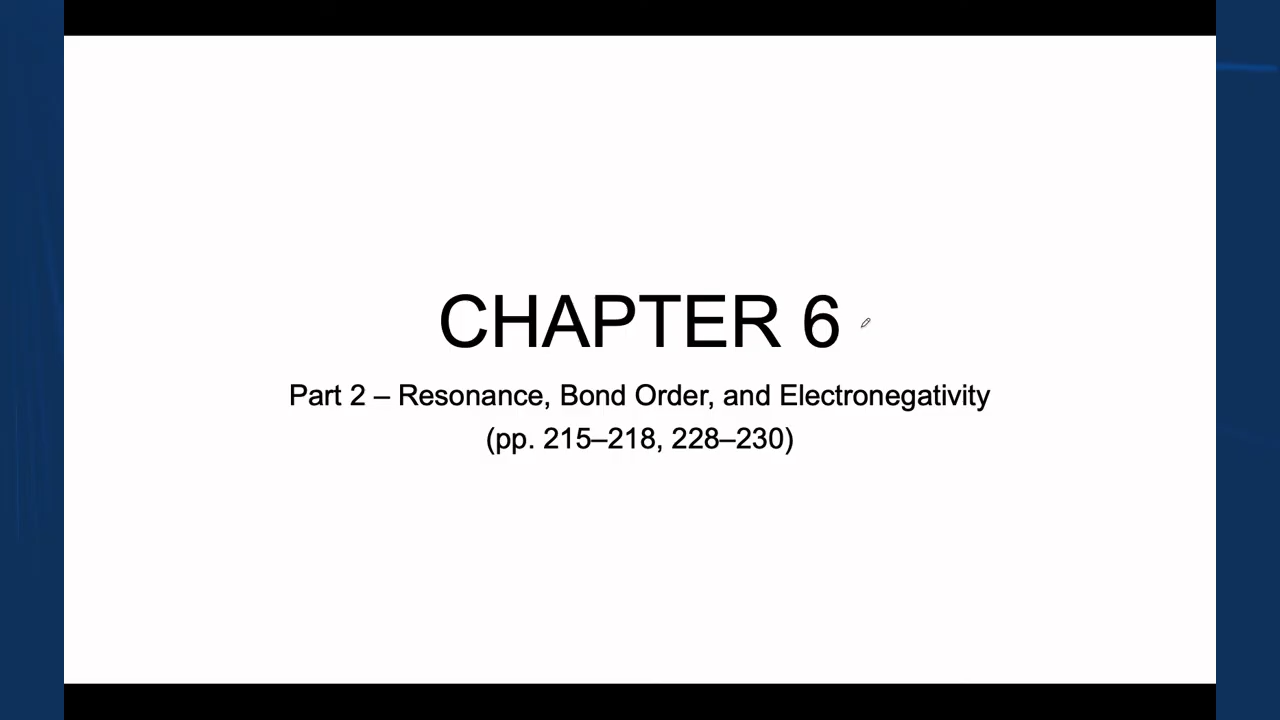 CHAPTER 6
Part 2 – Resonance, Bond Order, and Electronegativity
(pp. 215–218, 228–230)